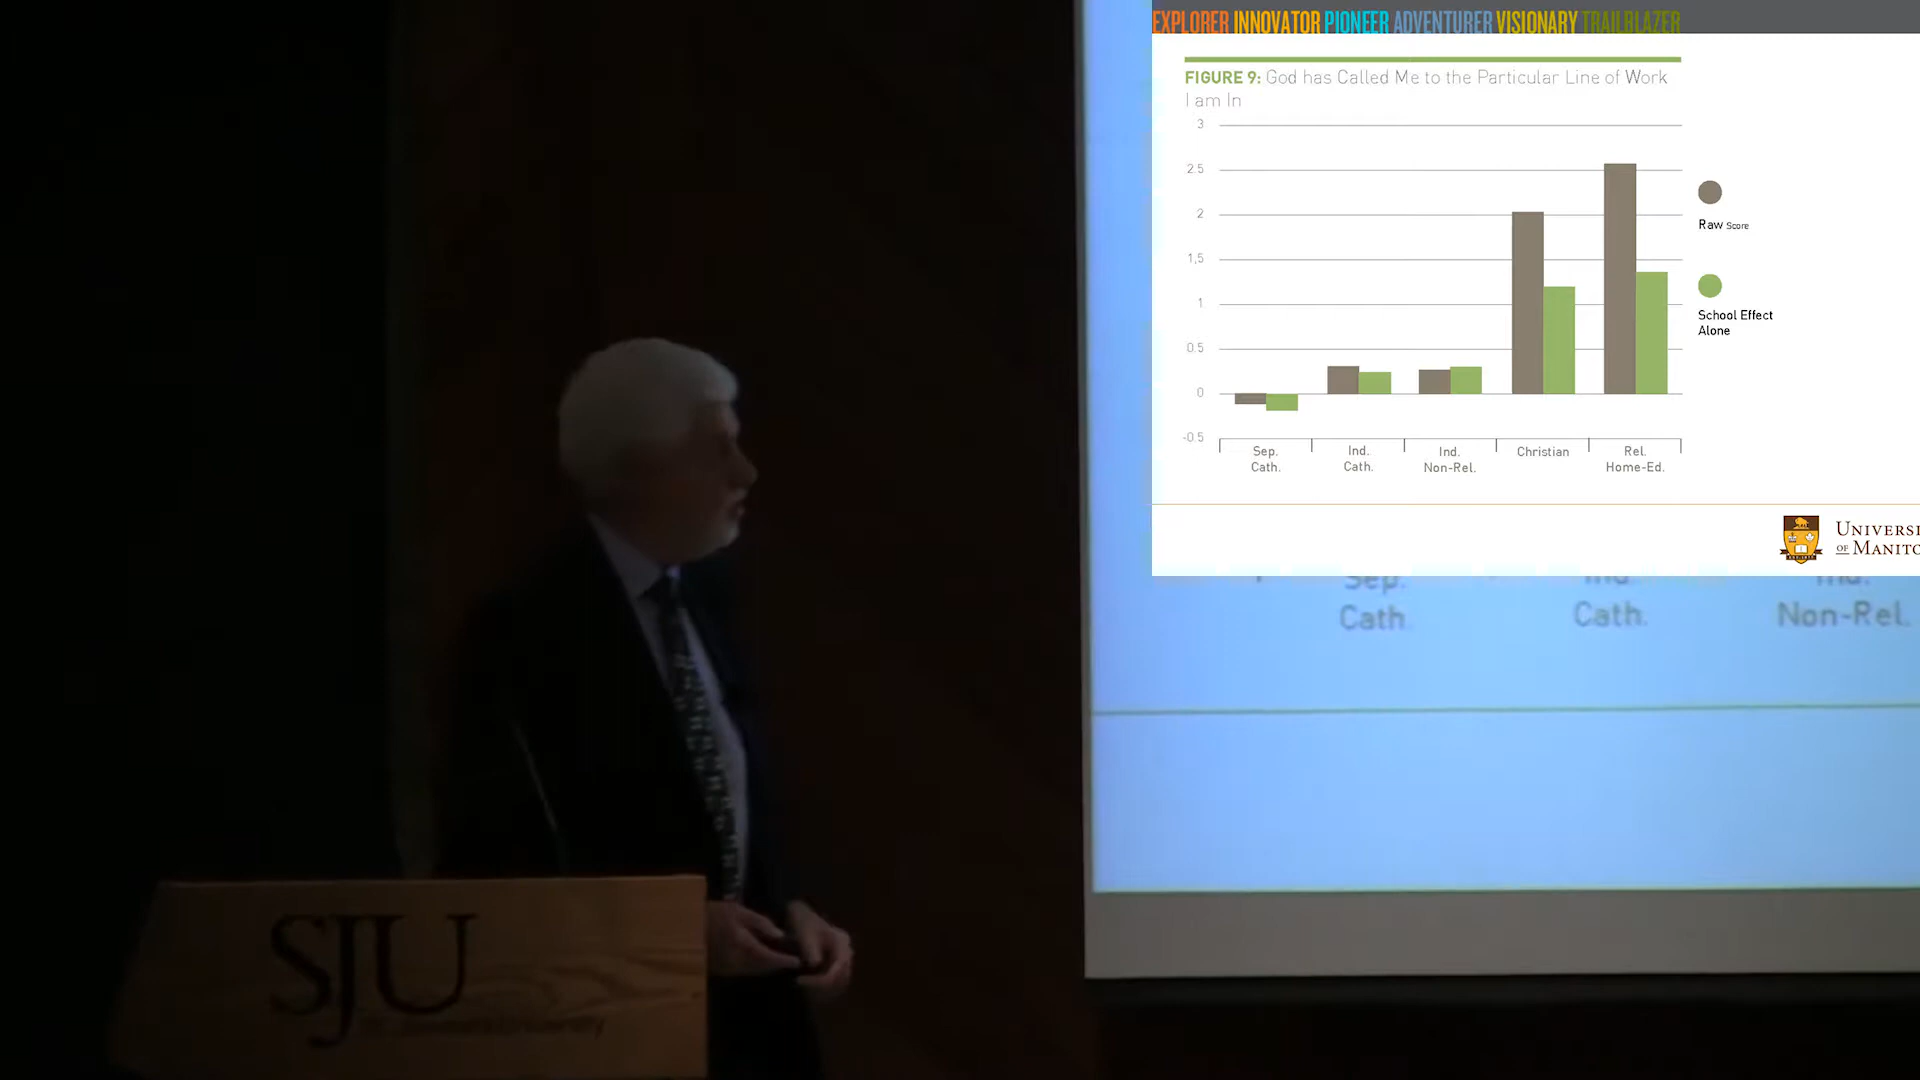 EXPLORER INNOVATOR PIONEER ADVENTURER VISIONARY TRAILBLAZER
FIGURE 9: God has Called Me to the Particular Line of Work
I am In
3
2.5
2
1,5
1
0.5
0
-0.5
Raw Score
School Effect
Alone
Sep.
Cath.
Ind.
Cath.
Ind.
Non-Rel.
Christian
Rel.
Home-Ed.
UNIVERSI
OF MANITO
Sep.
Cath.
Ind.
Cath.
Ind.
Non-Rel.
SJU